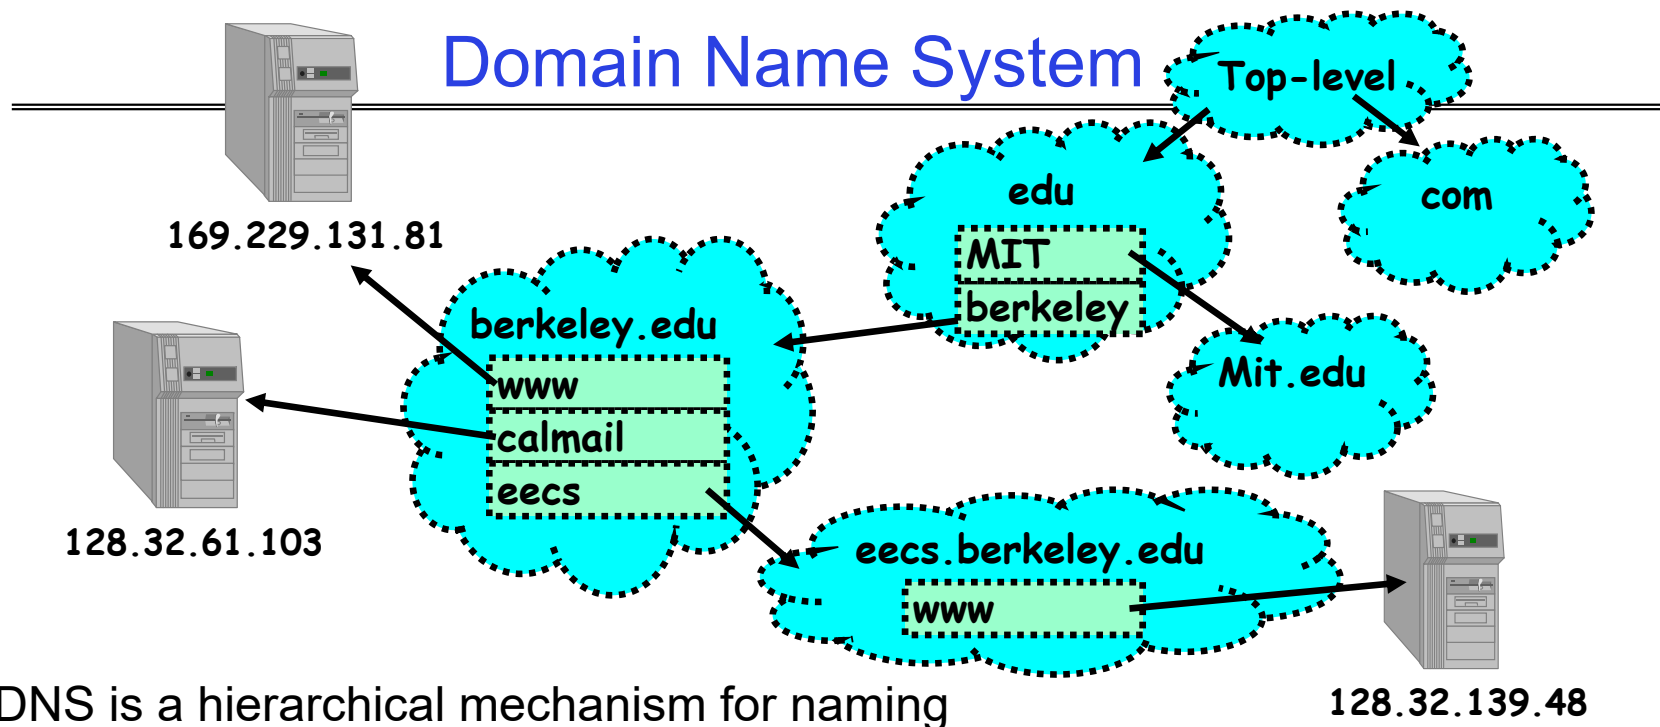 Domain Name System
Top-level
edu
com
169.229.131.81
MIT
berkeley
berkeley.edu
Mit.edu
www
calmail
eecs
128.32.61.103
eecs.berkeley.edu
www
DNS is a hierarchical mechanism for naming
128.32.139.48